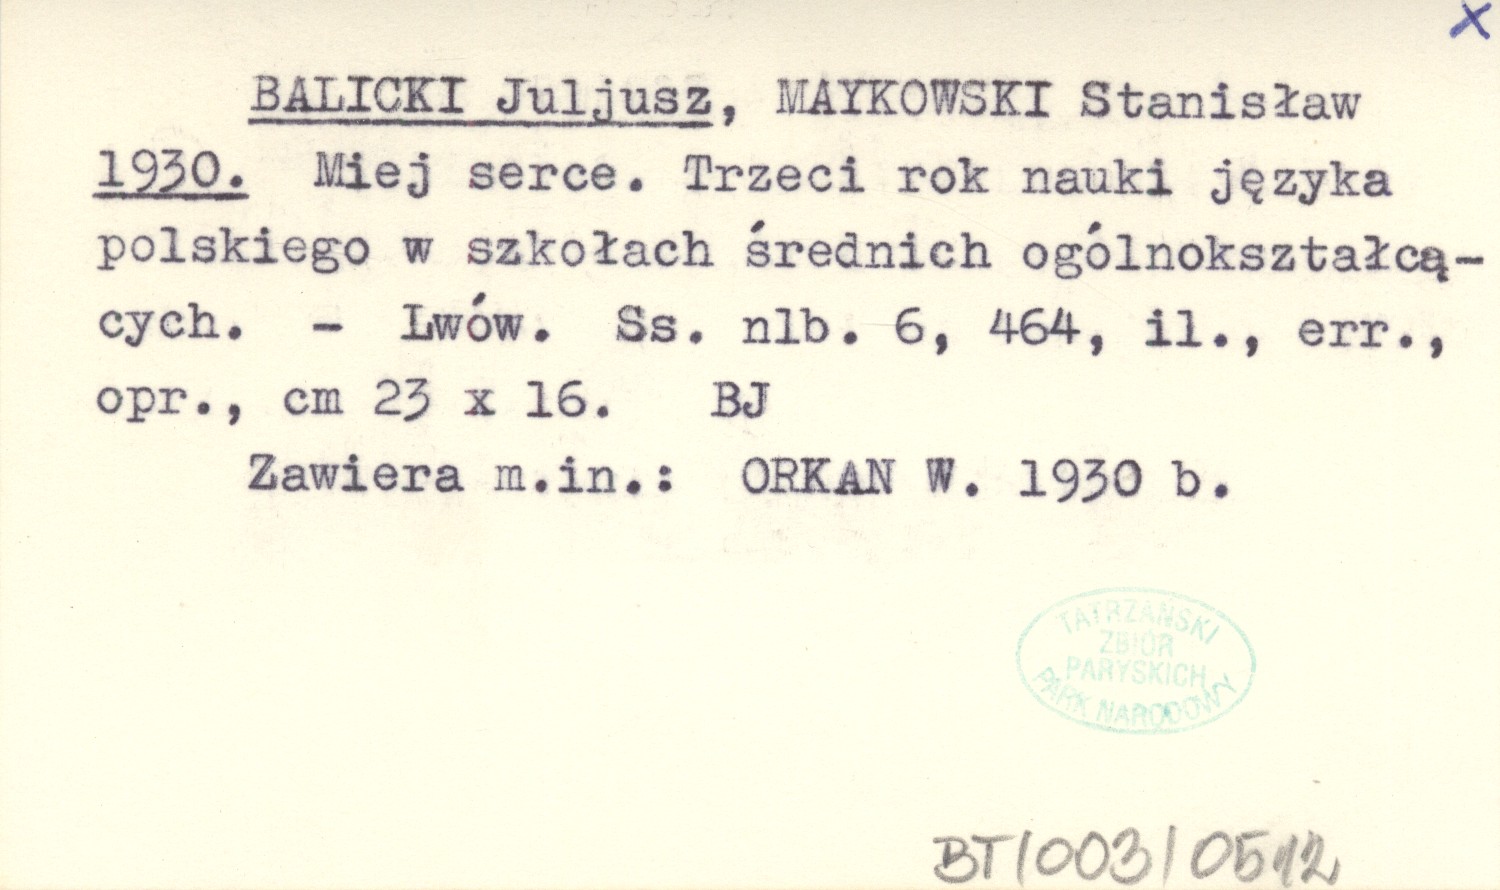 x
BALICKI Juljusz, MAYKOWSKI Stanisław
1930. Miej serce. Trzeci rok nauki języka
polskiego w szkołach średnich ogólnokształcą-
cych. - Lwów. Ss. nlb. 6, 464, il., err.,
opr., cm 23 x 16. BJ
Zawiera m.in.: ORKAN W. 1930 b.
TATRZAŃSKI
ZBIÓR
PARYSKICH
PARK NARODOWY
BT/003/0512